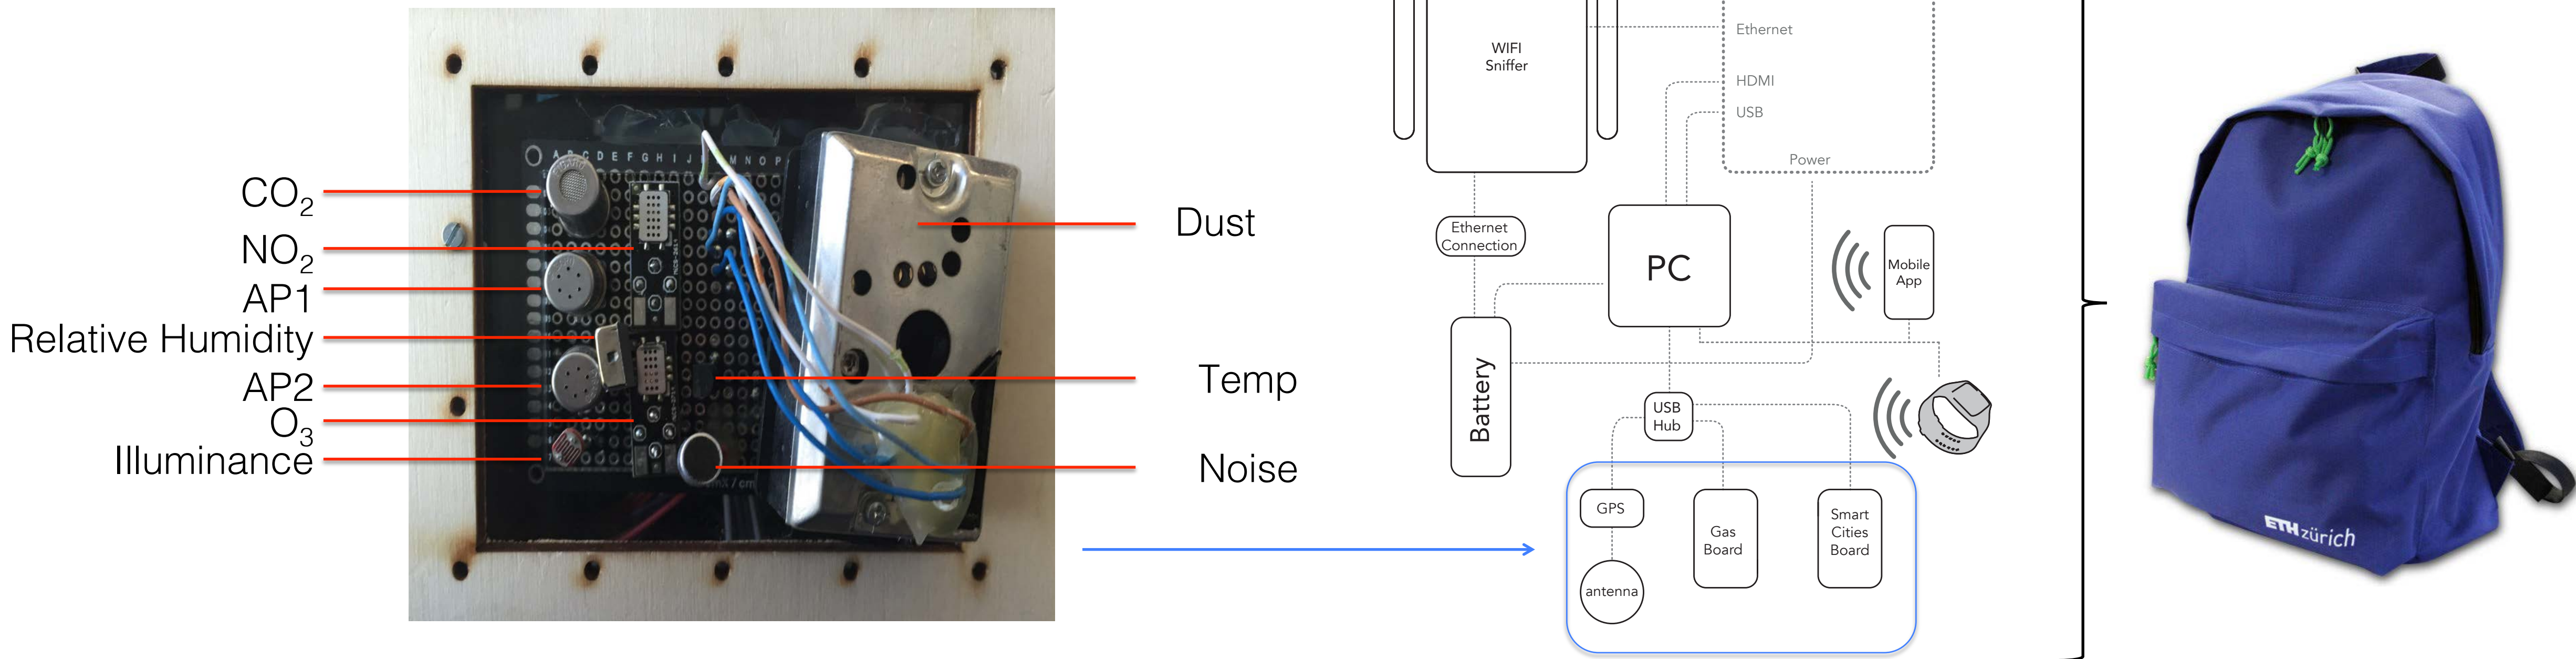 CO2
NO2
AP1
Relative Humidity
AP2
O3
Illuminance
A B C D E F G H I J
M N O P
Dust
Temp
Noise
WIFI
Sniffer
Ethernet
HDMI
USB
Power
Ethernet
Connection
PC
Mobile
App
Battery
USB
Hub
GPS
antenna
Gas
Board
Smart
Cities
Board
ETH zürich